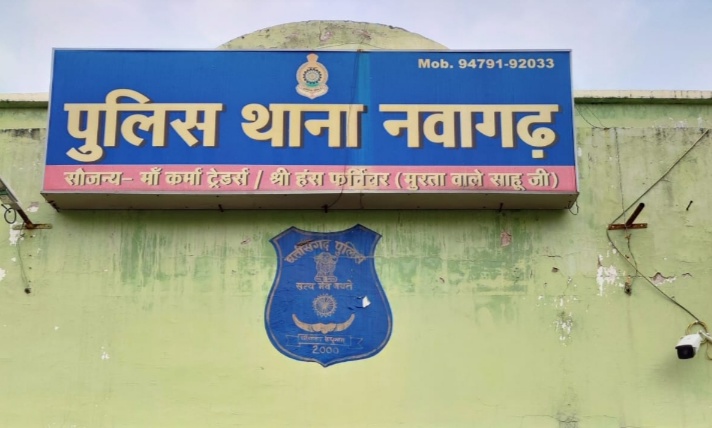 Mob. 94791-92033
पुलिस थाना नवागढ़
सौजन्य- माँ कर्मा ट्रेडर्स / श्री हंस फर्निचर (मुरता वाले साहू जी)
छत्तीसगढ़ पुलिस
सत्य मेव जयते
2000